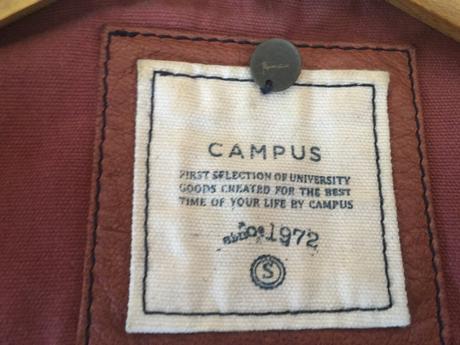 CAMPUS
FIRST SELECTION OF UNIVERSITY
GOODS CREATED FOR THE BEST
TIME OF YOUR LIFE BY CAMPUS
1972
S